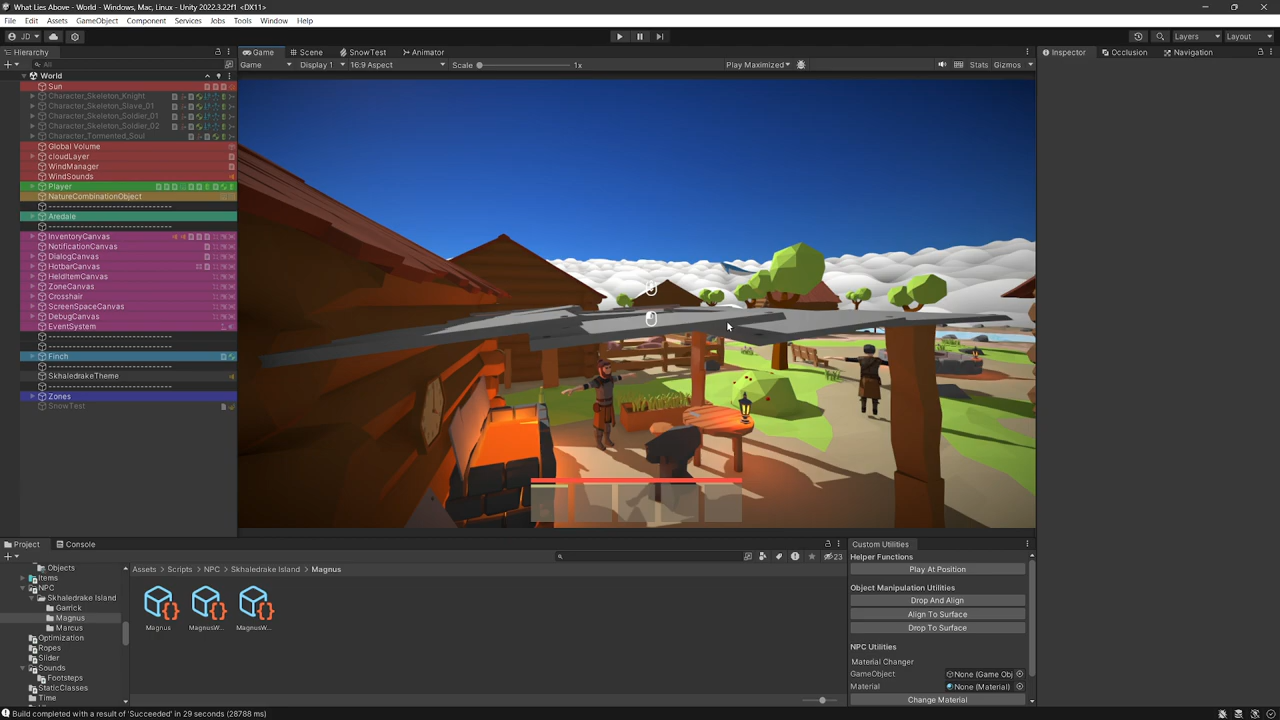 What Lies Above - World - Windows, Mac, Linux - Unity 2022.3.22f1 <DX11>
File Edit Assets GameObject Component Services Jobs Tools Window Help
JD Layers Layout
Hierarchy Game Scene SnowTest Animator Inspector Occlusion Navigation
All Game Display 1 16:9 Aspect Scale 1x Play Maximized Stats Gizmos
World
Sun
Character_Skeleton_Knight
Character_Skeleton_Slave_01
Character_Skeleton_Soldier_01
Character_Skeleton_Soldier_02
Character_Tormented_Soul
Global Volume
cloudLayer
WindManager
WindSounds
Player
NatureCombinationObject
--------------------------------
Aredale
--------------------------------
InventoryCanvas
NotificationCanvas
DialogCanvas
HotbarCanvas
HeldItemCanvas
ZoneCanvas
Crosshair
ScreenSpaceCanvas
DebugCanvas
EventSystem
--------------------------------
--------------------------------
Finch
--------------------------------
SkhaledrakeTheme
--------------------------------
Zones
SnowTest
Project Console
23
Objects
Items
NPC
Skhaledrake Island
Garrick
Magnus
Marcus
Optimization
Ropes
Slider
Sounds
Footsteps
StaticClasses
Time
Assets > Scripts > NPC > Skhaledrake Island > Magnus
Magnus MagnusW... MagnusW...
Custom Utilities
Helper Functions
Play At Position
Object Manipulation Utilities
Drop And Align
Align To Surface
Drop To Surface
NPC Utilities
Material Changer
GameObject None (Game Obj
Material None (Material)
Change Material
Build completed with a result of 'Succeeded' in 29 seconds (28788 ms)